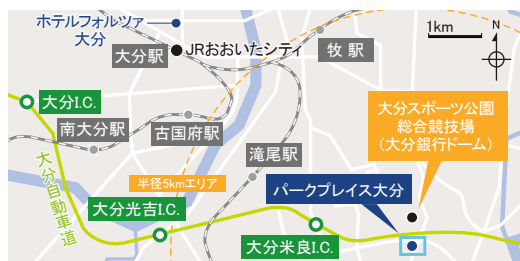 ホテルフォルツァ
大分
JRおおいたシティ
大分駅
牧 駅
1km
N
大分I.C.
南大分駅
古国府駅
大分スポーツ公園
総合競技場
（大分銀行ドーム）
滝尾駅
大分自動車道
半径5kmエリア
パークプレイス大分
大分光吉I.C.
大分米良I.C.